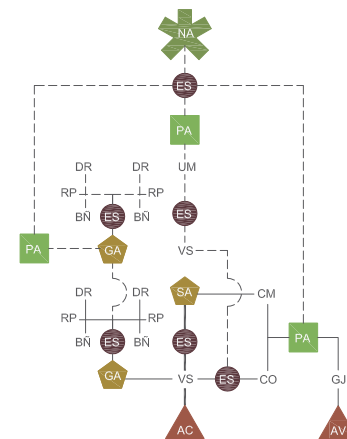 NA
ES
PA
DR DR UM
RP RP
BÑ ES BÑ ES
PA GA VS
DR DR SA CM
RP RP
BÑ ES BÑ ES PA
GA VS ES CO GJ
AC AV